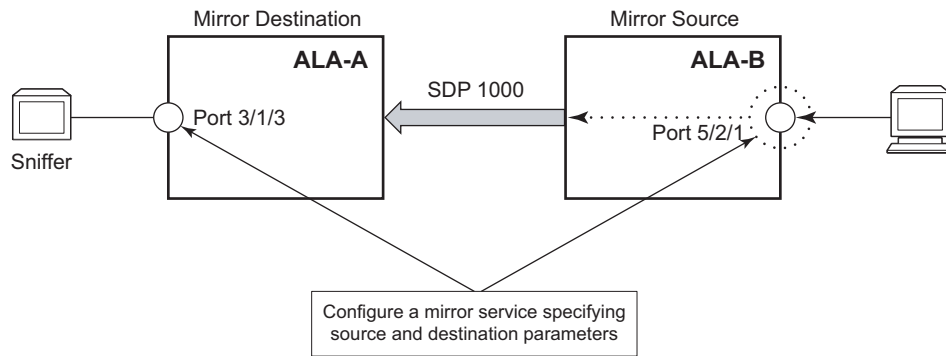 Mirror Destination
Mirror Source
ALA-A
ALA-B
SDP 1000
Port 3/1/3
Port 5/2/1
Sniffer
Configure a mirror service specifying
source and destination parameters